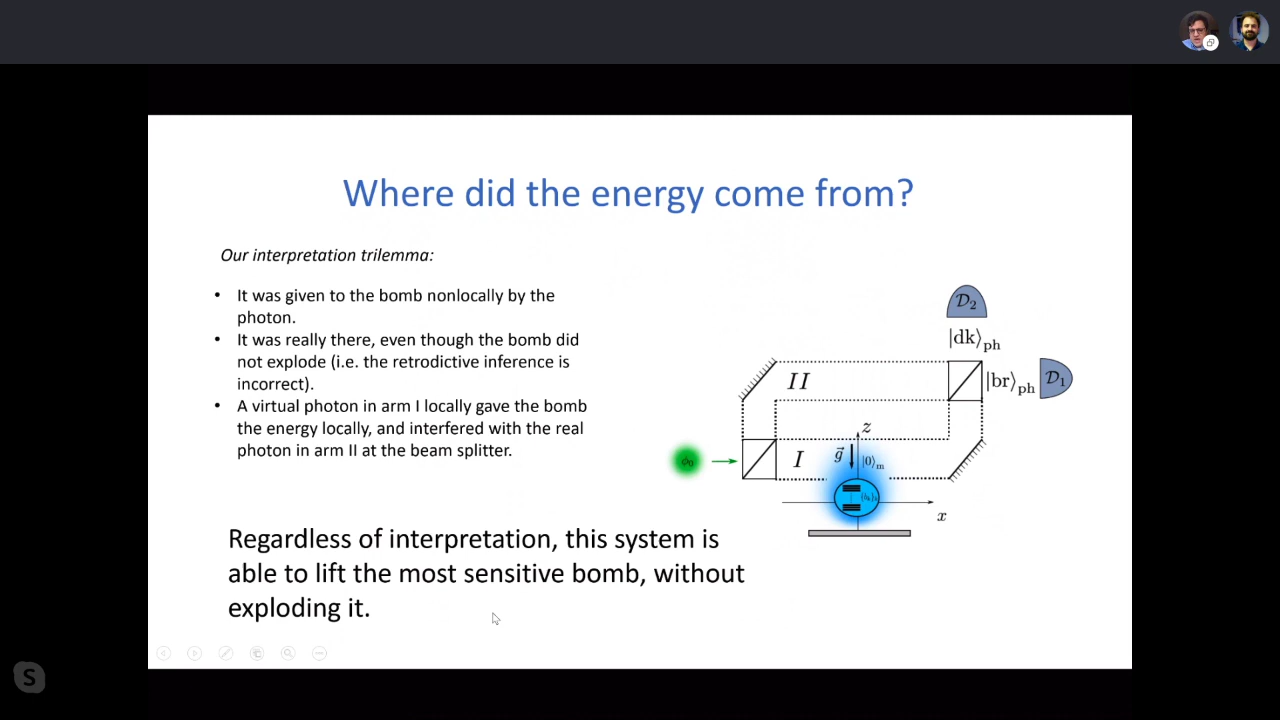 Where did the energy come from?
Our interpretation trilemma:
• It was given to the bomb nonlocally by the
photon.
• It was really there, even though the bomb did
not explode (i.e. the retrodictive inference is
incorrect).
• A virtual photon in arm I locally gave the bomb
the energy locally, and interfered with the real
photon in arm II at the beam splitter.
D₂
|dk⟩ph
II
|br⟩ph
D₁
z
I
g⃗
|0⟩m
x
Regardless of interpretation, this system is
able to lift the most sensitive bomb, without
exploding it.
S